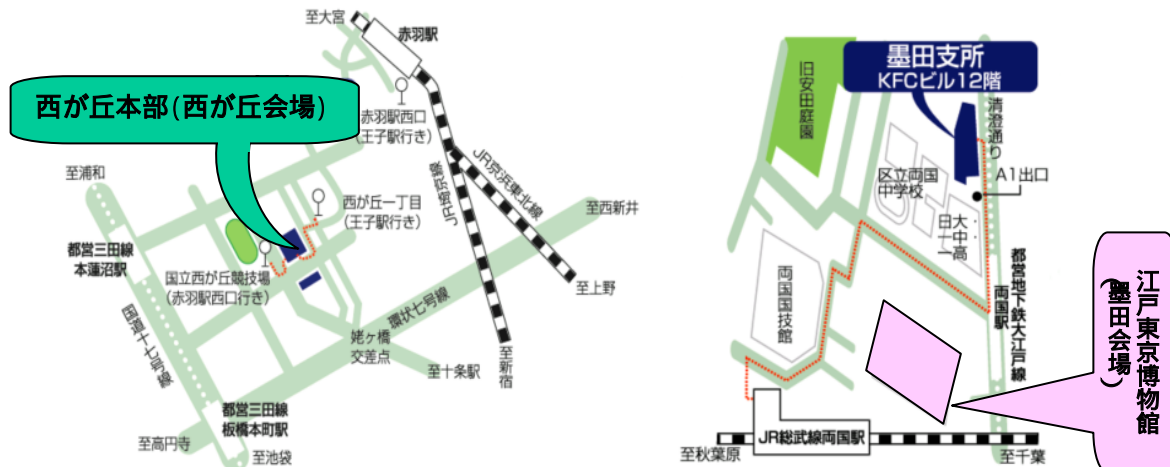 至大宮
赤羽駅
西が丘本部(西が丘会場)
赤羽駅西口
(王子駅行き)
JR埼京線
JR京浜東北線
至浦和
西が丘一丁目
(王子駅行き)
至西新井
都営三田線
本蓮沼駅
国立西が丘競技場
(赤羽駅西口行き)
至上野
国道十七号線
環状七号線
姥ヶ橋
交差点
至新宿
至十条駅
都営三田線
板橋本町駅
至高円寺
至池袋
墨田支所
KFCビル12階
旧安田庭園
清澄通り
区立両国
中学校
A1出口
日大一中・一高
両国国技館
都営地下鉄大江戸線
両国駅
江戸東京博物館
(墨田会場)
JR総武線両国駅
至秋葉原
至千葉